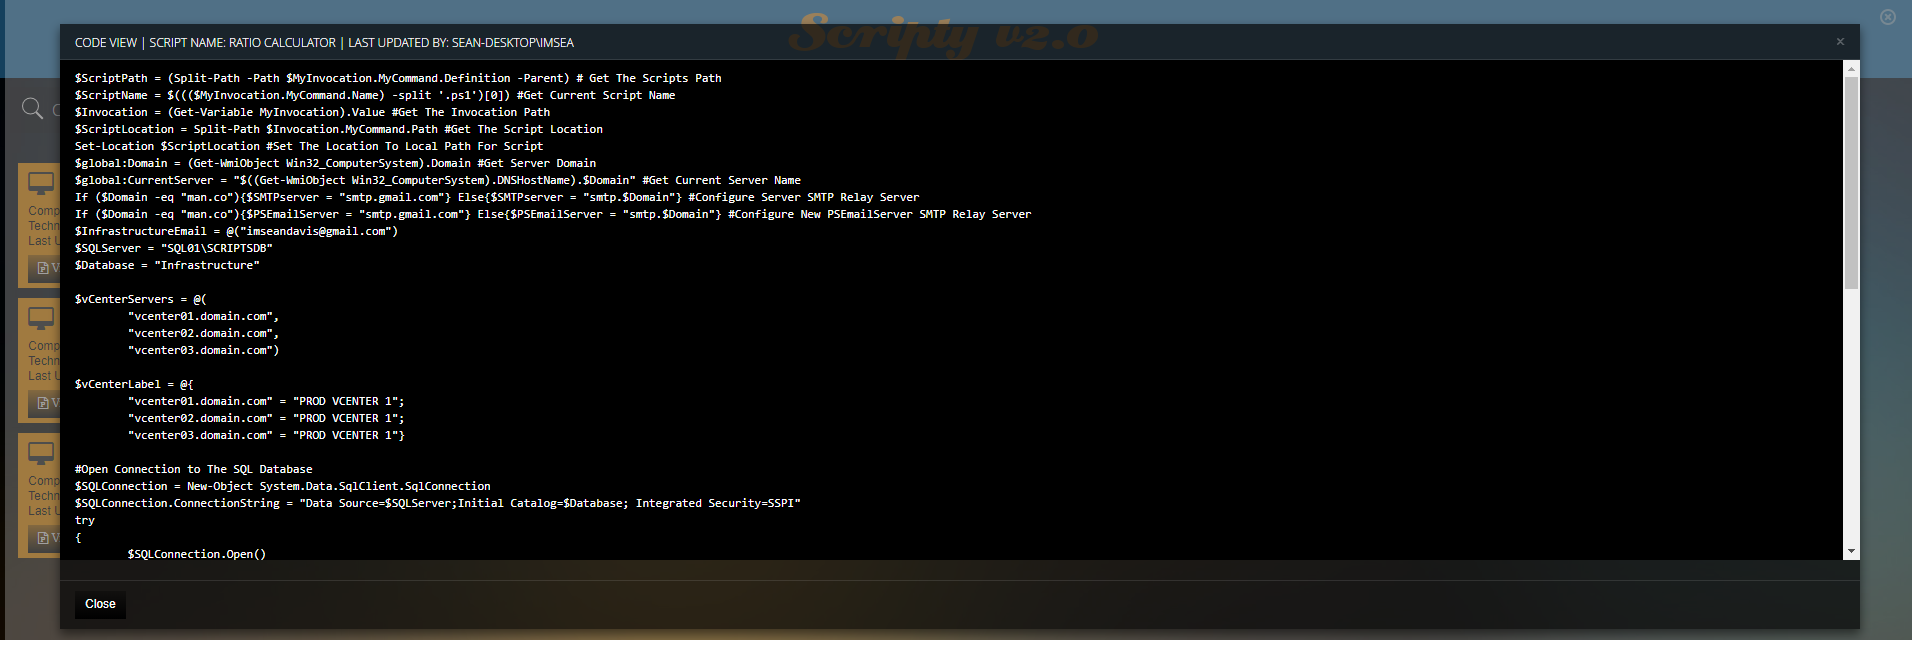 Scripty v2.0
CODE VIEW | SCRIPT NAME: RATIO CALCULATOR | LAST UPDATED BY: SEAN-DESKTOP\IMSEA
×
$ScriptPath = (Split-Path -Path $MyInvocation.MyCommand.Definition -Parent) # Get The Scripts Path
$ScriptName = $((($MyInvocation.MyCommand.Name) -split '.ps1')[0]) #Get Current Script Name
$Invocation = (Get-Variable MyInvocation).Value #Get The Invocation Path
$ScriptLocation = Split-Path $Invocation.MyCommand.Path #Get The Script Location
Set-Location $ScriptLocation #Set The Location To Local Path For Script
$global:Domain = (Get-WmiObject Win32_ComputerSystem).Domain #Get Server Domain
$global:CurrentServer = "$((Get-WmiObject Win32_ComputerSystem).DNSHostName).$Domain" #Get Current Server Name
If ($Domain -eq "man.co"){$SMTPserver = "smtp.gmail.com"} Else{$SMTPserver = "smtp.$Domain"} #Configure Server SMTP Relay Server
If ($Domain -eq "man.co"){$PSEmailServer = "smtp.gmail.com"} Else{$PSEmailServer = "smtp.$Domain"} #Configure New PSEmailServer SMTP Relay Server
$InfrastructureEmail = @("imseandavis@gmail.com")
$SQLServer = "SQL01\SCRIPTSDB"
$Database = "Infrastructure"
$vCenterServers = @(
"vcenter01.domain.com",
"vcenter02.domain.com",
"vcenter03.domain.com")
$vCenterLabel = @{
"vcenter01.domain.com" = "PROD VCENTER 1";
"vcenter02.domain.com" = "PROD VCENTER 1";
"vcenter03.domain.com" = "PROD VCENTER 1"}
#Open Connection to The SQL Database
$SQLConnection = New-Object System.Data.SqlClient.SqlConnection
$SQLConnection.ConnectionString = "Data Source=$SQLServer;Initial Catalog=$Database; Integrated Security=SSPI"
try
{
$SQLConnection.Open()
Comp
Techn
Last U
V
Comp
Techn
Last U
V
Comp
Techn
Last U
V
Close